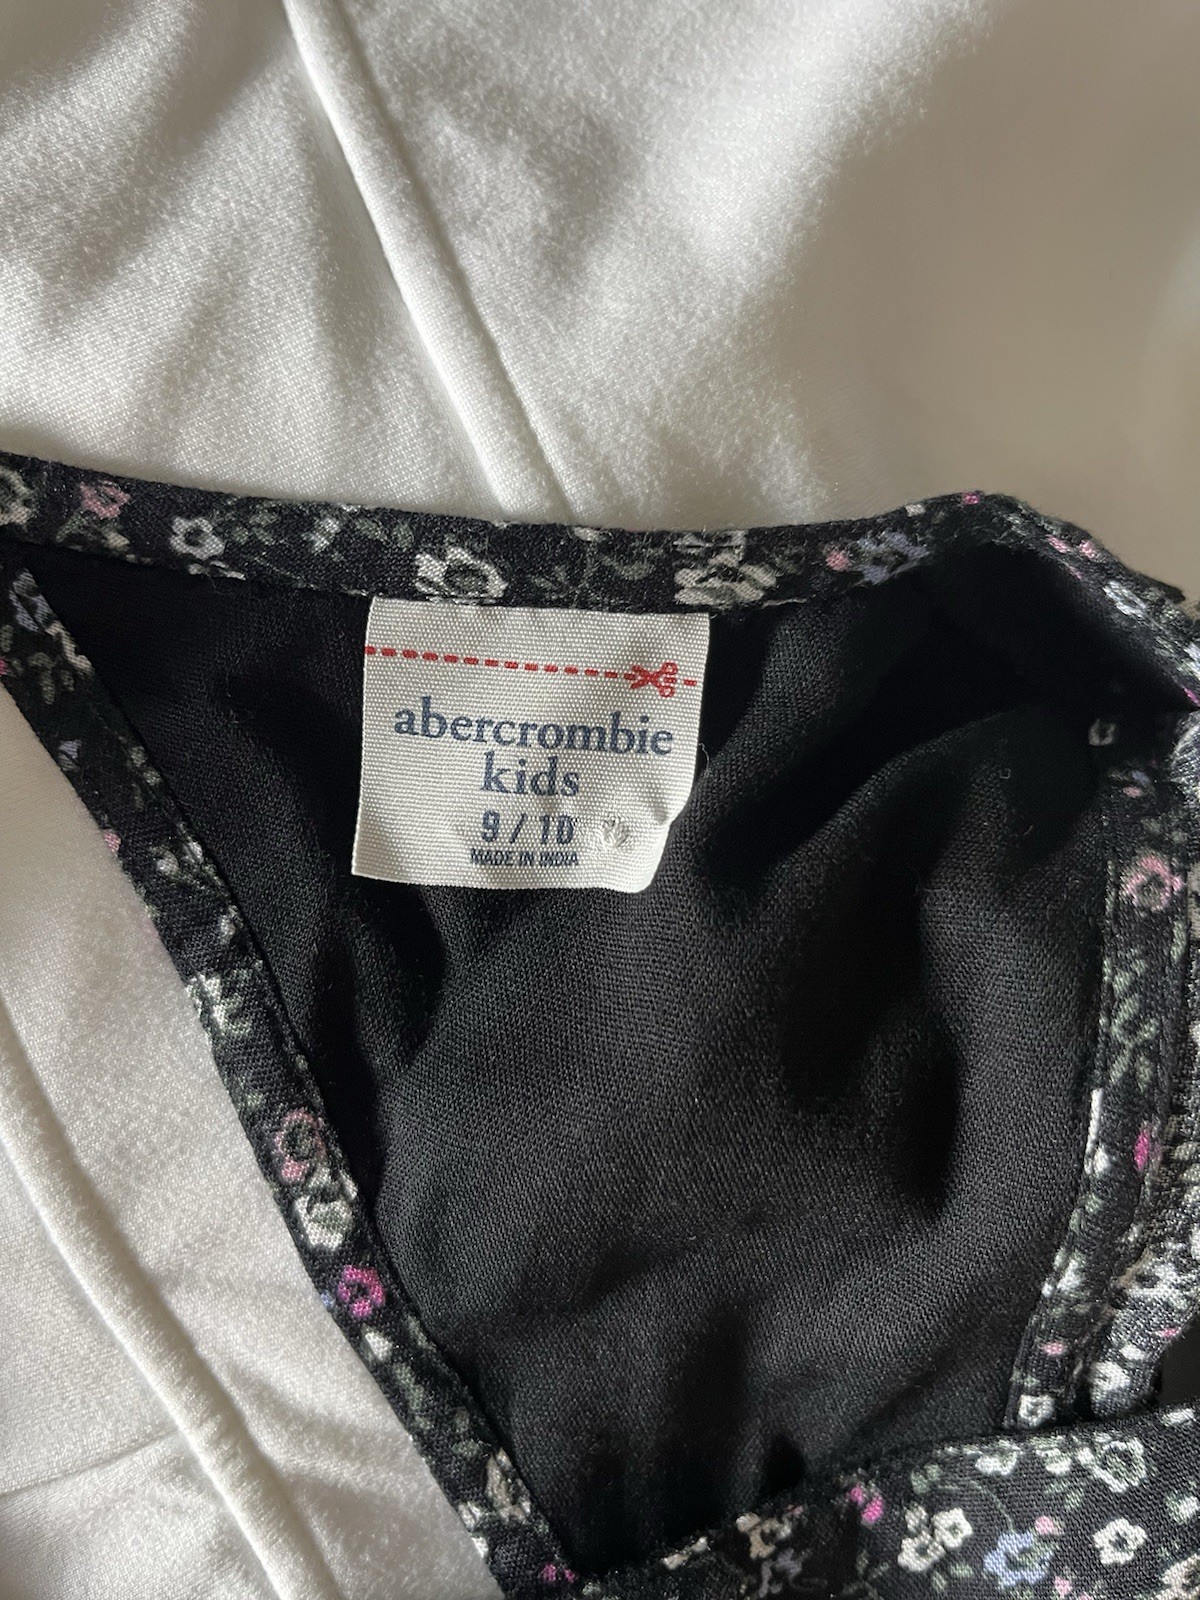 abercrombie
kids
9 / 10
MADE IN INDIA